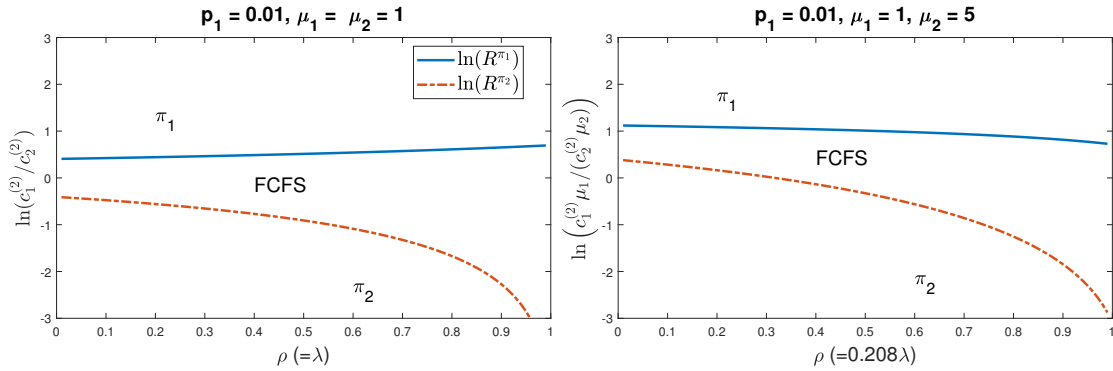 p₁ = 0.01, μ₁ = μ₂ = 1
3
2
1
0
-1
-2
-3
ln(c₁⁽²⁾/c₂⁽²⁾)
ln(R^π₁)
ln(R^π₂)
π₁
FCFS
π₂
0 0.1 0.2 0.3 0.4 0.5 0.6 0.7 0.8 0.9 1
ρ (=λ)
p₁ = 0.01, μ₁ = 1, μ₂ = 5
3
2
1
0
-1
-2
-3
ln(c₁⁽²⁾μ₁/(c₂⁽²⁾μ₂))
π₁
FCFS
π₂
0 0.1 0.2 0.3 0.4 0.5 0.6 0.7 0.8 0.9 1
ρ (=0.208λ)